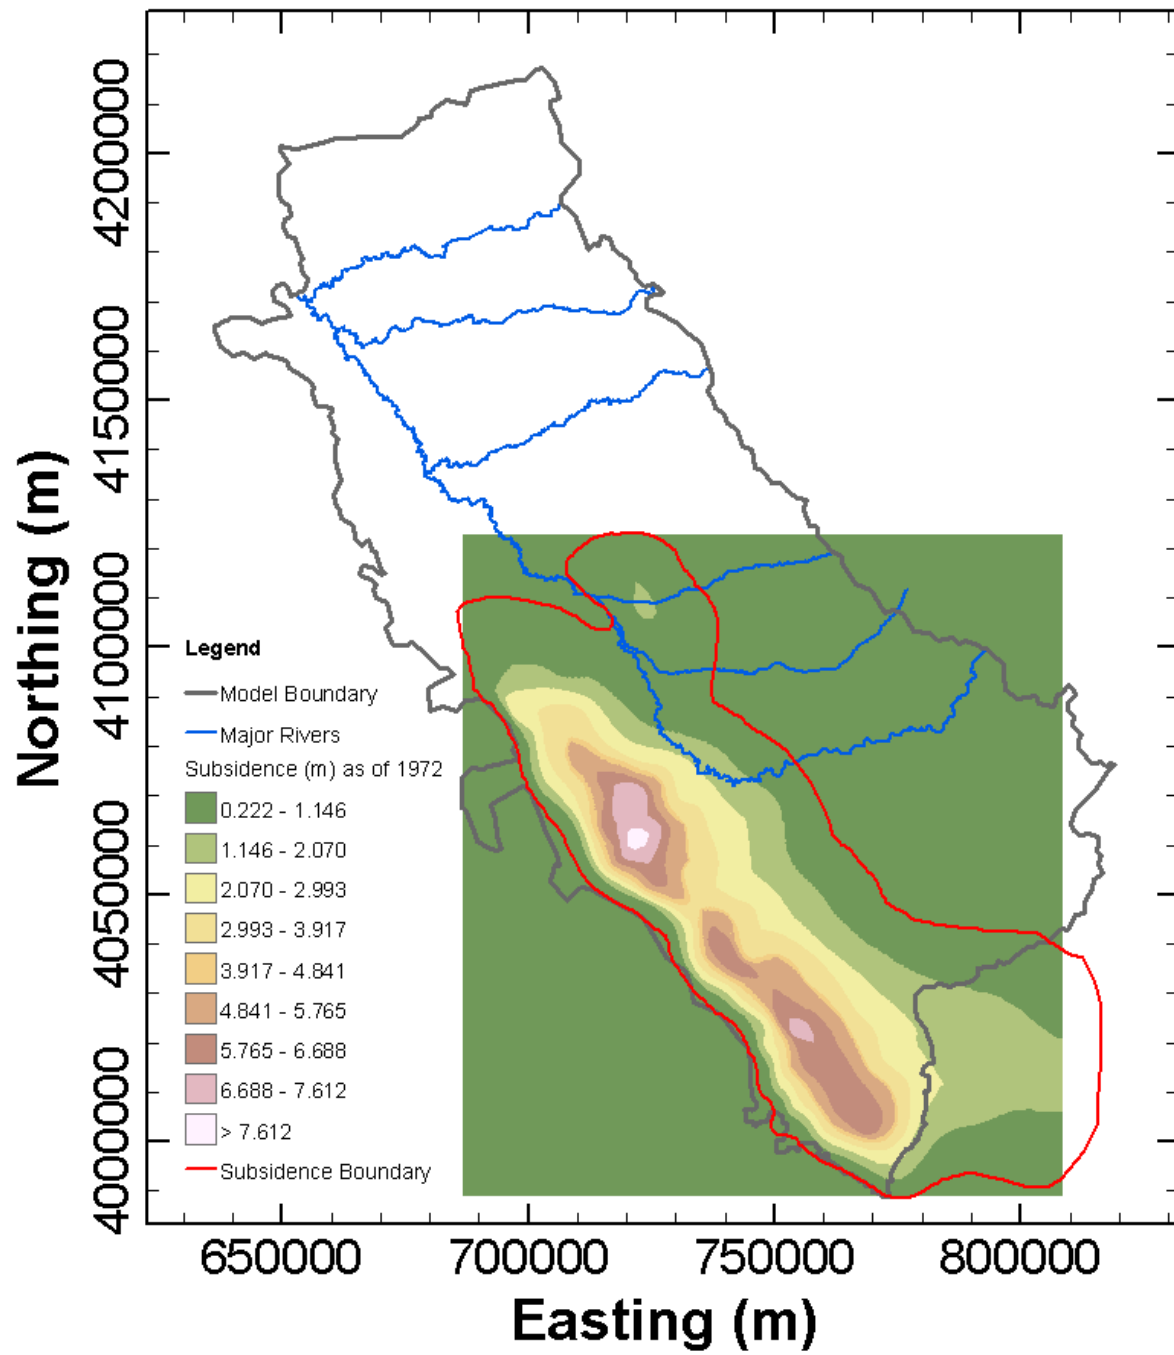 Northing (m)
4200000
4150000
4100000
4050000
4000000
Legend
Model Boundary
Major Rivers
Subsidence (m) as of 1972
0.222 - 1.146
1.146 - 2.070
2.070 - 2.993
2.993 - 3.917
3.917 - 4.841
4.841 - 5.765
5.765 - 6.688
6.688 - 7.612
> 7.612
Subsidence Boundary
650000 700000 750000 800000
Easting (m)